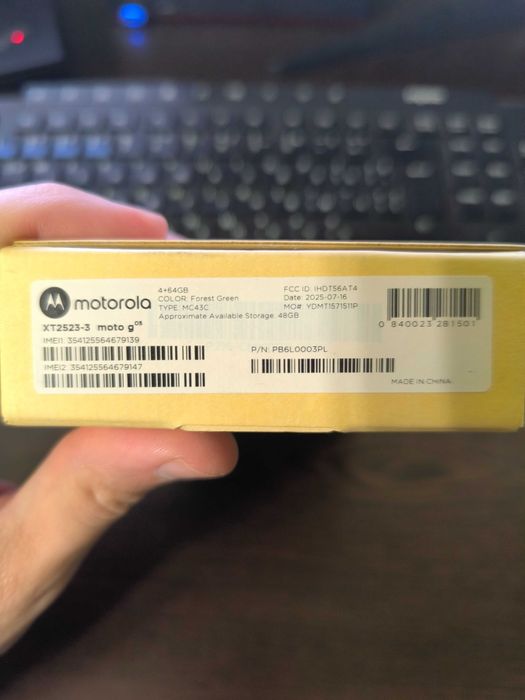 motorola
XT2523-3 moto g05
IMEI1: 354125564679139
IMEI2: 354125564679147
4+64GB
COLOR: Forest Green
TYPE: MC43C
Approximate Available Storage: 48GB
FCC ID: IHDT56AT4
Date: 2025-07-16
MO#: YDMT1571511P
P/N: PB6L0003PL
0 840023 281501
MADE IN CHINA